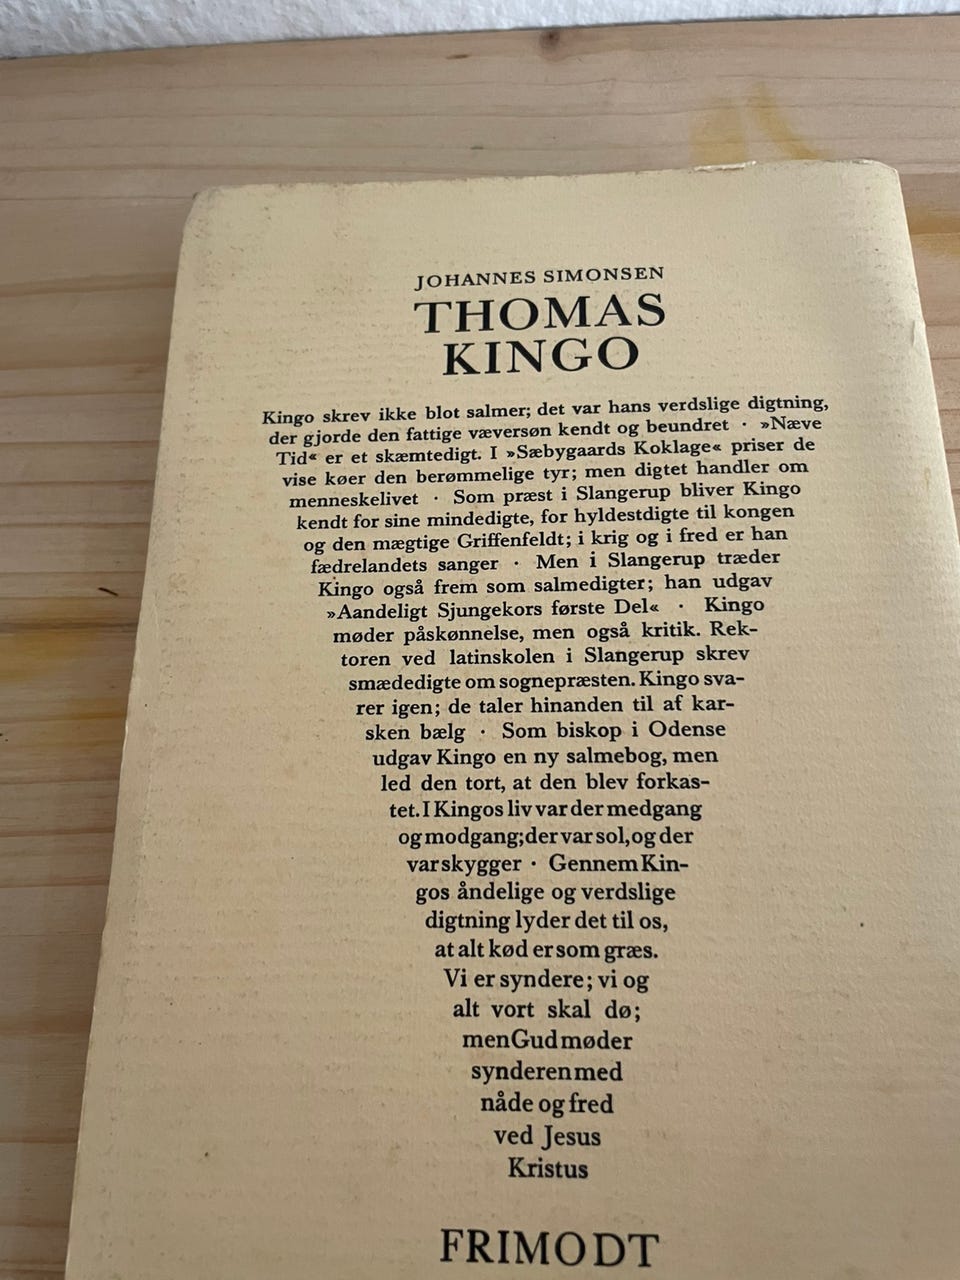 JOHANNES SIMONSEN
THOMAS
KINGO
Kingo skrev ikke blot salmer; det var hans verdslige digtning,
der gjorde den fattige væversøn kendt og beundret · »Næve
Tid« er et skæmtedigt. I »Sæbygaards Koklage« priser de
vise køer den berømmelige tyr; men digtet handler om
menneskelivet · Som præst i Slangerup bliver Kingo
kendt for sine mindedigte, for hyldestdigte til kongen
og den mægtige Griffenfeldt; i krig og i fred er han
fædrelandets sanger · Men i Slangerup træder
Kingo også frem som salmedigter; han udgav
»Aandeligt Sjungekors første Del« · Kingo
møder påskønnelse, men også kritik. Rek-
toren ved latinskolen i Slangerup skrev
smædedigte om sognepræsten. Kingo sva-
rer igen; de taler hinanden til af kar-
sken bælg · Som biskop i Odense
udgav Kingo en ny salmebog, men
led den tort, at den blev forkas-
tet. I Kingos liv var der medgang
og modgang; der var sol, og der
var skygger · Gennem Kin-
gos åndelige og verdslige
digtning lyder det til os,
at alt kød er som græs.
Vi er syndere; vi og
alt vort skal dø;
men Gud møder
synderen med
nåde og fred
ved Jesus
Kristus
FRIMODT